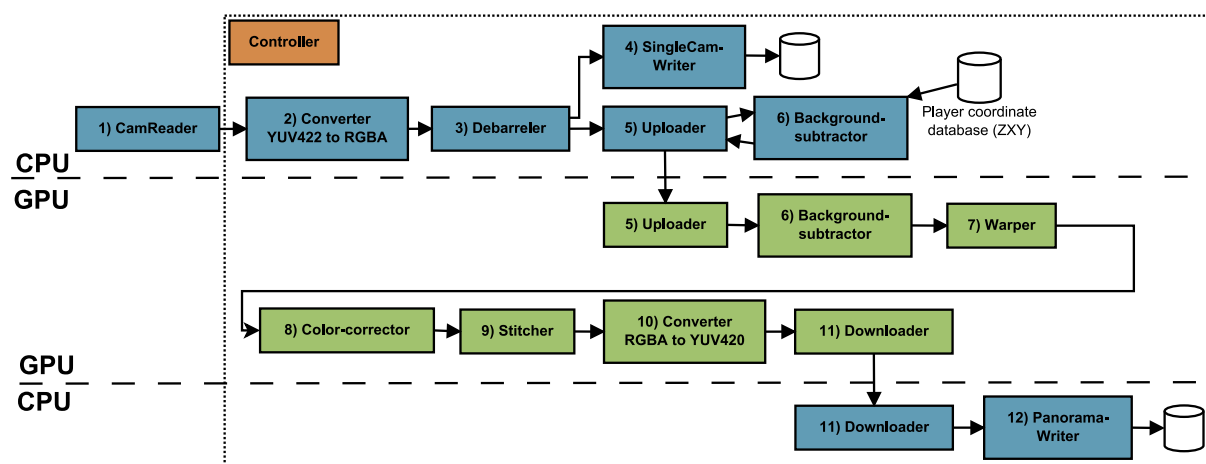 Controller
4) SingleCam-
Writer
1) CamReader
2) Converter
YUV422 to RGBA
3) Debarreler
5) Uploader
6) Background-
subtractor
Player coordinate
database (ZXY)
CPU
GPU
5) Uploader
6) Background-
subtractor
7) Warper
8) Color-corrector
9) Stitcher
10) Converter
RGBA to YUV420
11) Downloader
GPU
CPU
11) Downloader
12) Panorama-
Writer